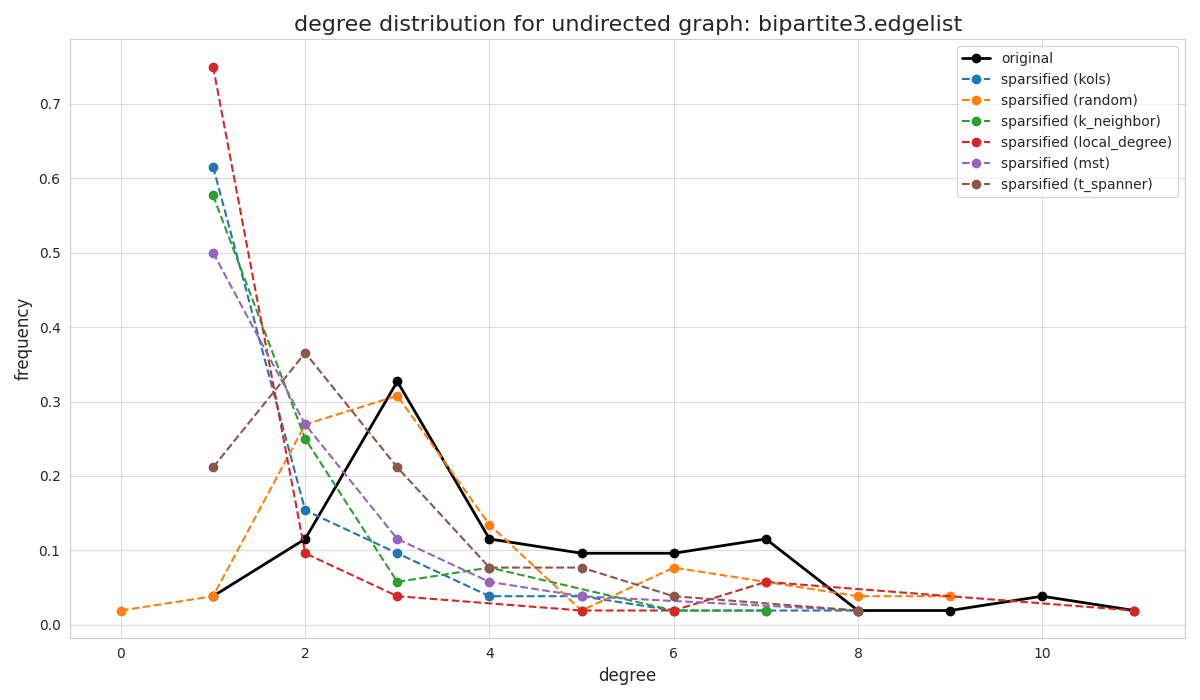 degree distribution for undirected graph: bipartite3.edgelist
original
sparsified (kols)
sparsified (random)
sparsified (k_neighbor)
sparsified (local_degree)
sparsified (mst)
sparsified (t_spanner)
frequency
0.7
0.6
0.5
0.4
0.3
0.2
0.1
0.0
0 2 4 6 8 10
degree